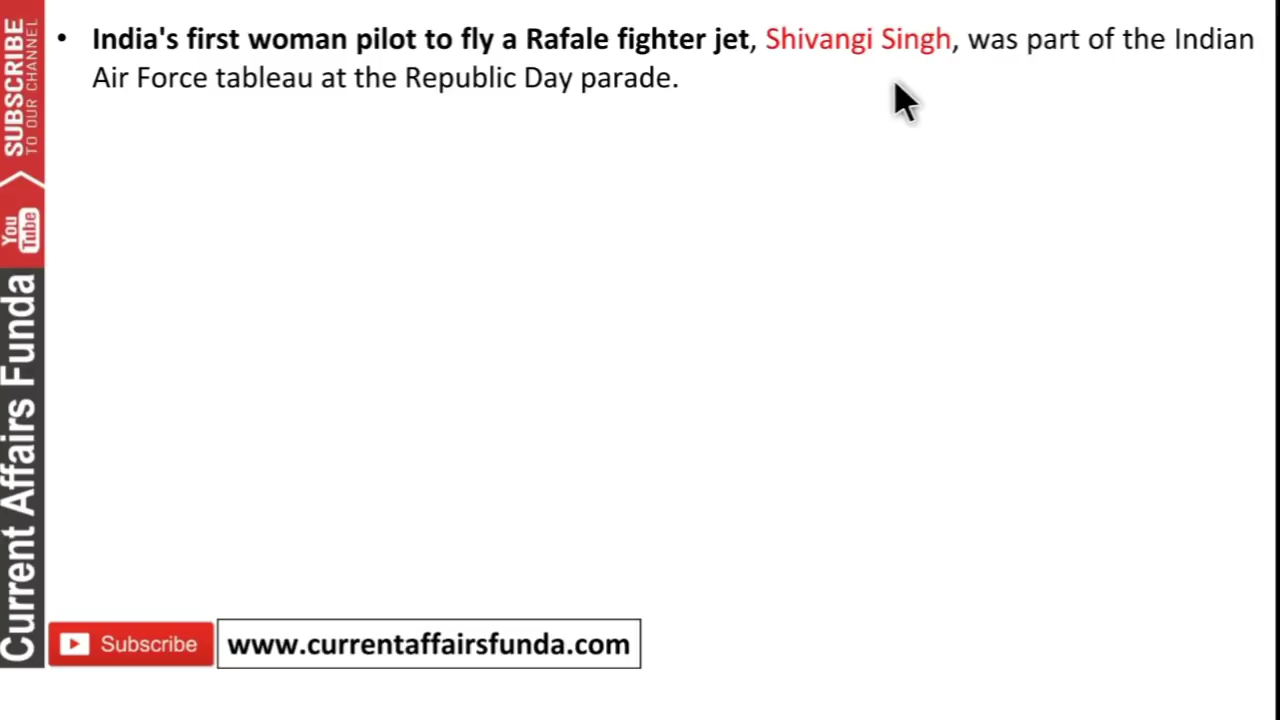 • India's first woman pilot to fly a Rafale fighter jet, Shivangi Singh, was part of the Indian
Air Force tableau at the Republic Day parade.
SUBSCRIBE
TO OUR CHANNEL
You
Tube
Current Affairs Funda
Subscribe
www.currentaffairsfunda.com